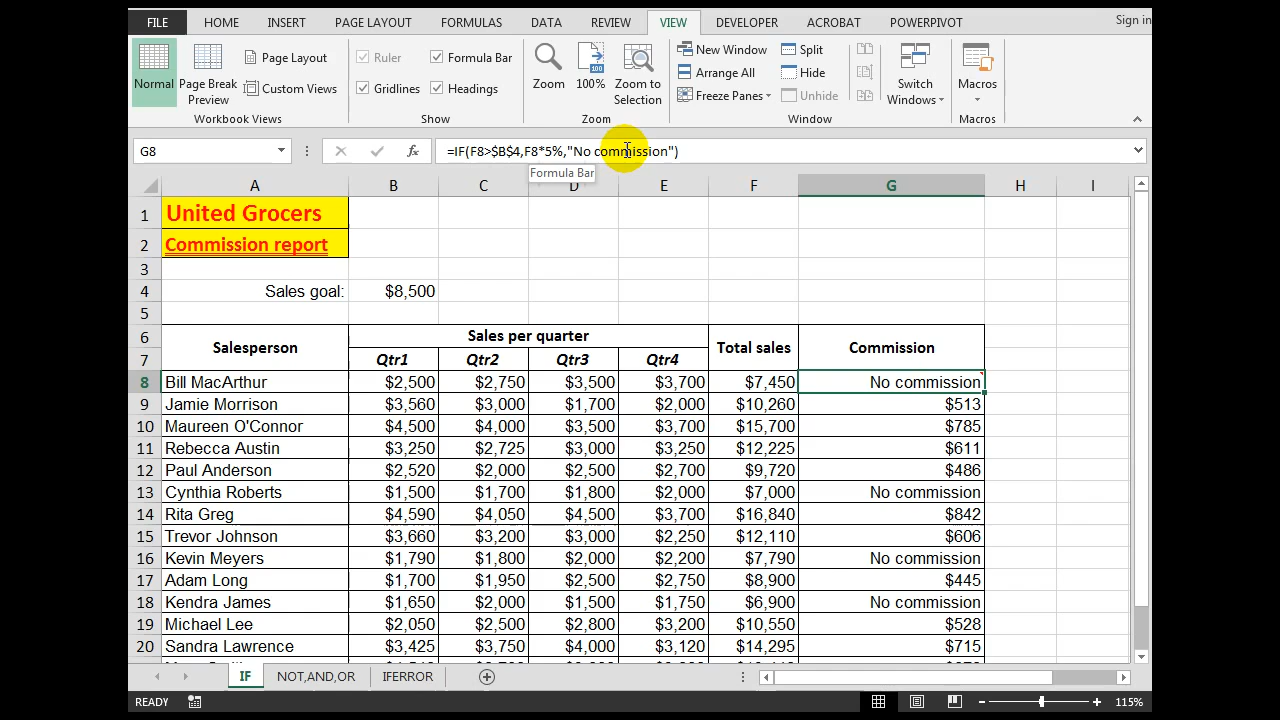 FILE HOME INSERT PAGE LAYOUT FORMULAS DATA REVIEW VIEW DEVELOPER ACROBAT POWERPIVOT Sign in
Normal Page Break Preview Page Layout Custom Views
Workbook Views
Ruler Formula Bar
Gridlines Headings
Show
Zoom 100% Zoom to Selection
Zoom
New Window Split
Arrange All Hide
Freeze Panes Unhide
Switch Windows
Window
Macros
Macros
G8 fx =IF(F8>$B$4,F8*5%,"No commission")
Formula Bar
A B C D E F G H I
1 United Grocers
2 Commission report
3
4 Sales goal: $8,500
5
6 Salesperson Sales per quarter Total sales Commission
7 Qtr1 Qtr2 Qtr3 Qtr4
8 Bill MacArthur $2,500 $2,750 $3,500 $3,700 $7,450 No commission
9 Jamie Morrison $3,560 $3,000 $1,700 $2,000 $10,260 $513
10 Maureen O'Connor $4,500 $4,000 $3,500 $3,700 $15,700 $785
11 Rebecca Austin $3,250 $2,725 $3,000 $3,250 $12,225 $611
12 Paul Anderson $2,520 $2,000 $2,500 $2,700 $9,720 $486
13 Cynthia Roberts $1,500 $1,700 $1,800 $2,000 $7,000 No commission
14 Rita Greg $4,590 $4,050 $4,500 $3,700 $16,840 $842
15 Trevor Johnson $3,660 $3,200 $3,000 $2,250 $12,110 $606
16 Kevin Meyers $1,790 $1,800 $2,000 $2,200 $7,790 No commission
17 Adam Long $1,700 $1,950 $2,500 $2,750 $8,900 $445
18 Kendra James $1,650 $2,000 $1,500 $1,750 $6,900 No commission
19 Michael Lee $2,050 $2,500 $2,800 $3,200 $10,550 $528
20 Sandra Lawrence $3,425 $3,750 $4,000 $3,120 $14,295 $715
IF NOT,AND,OR IFERROR
READY 115%